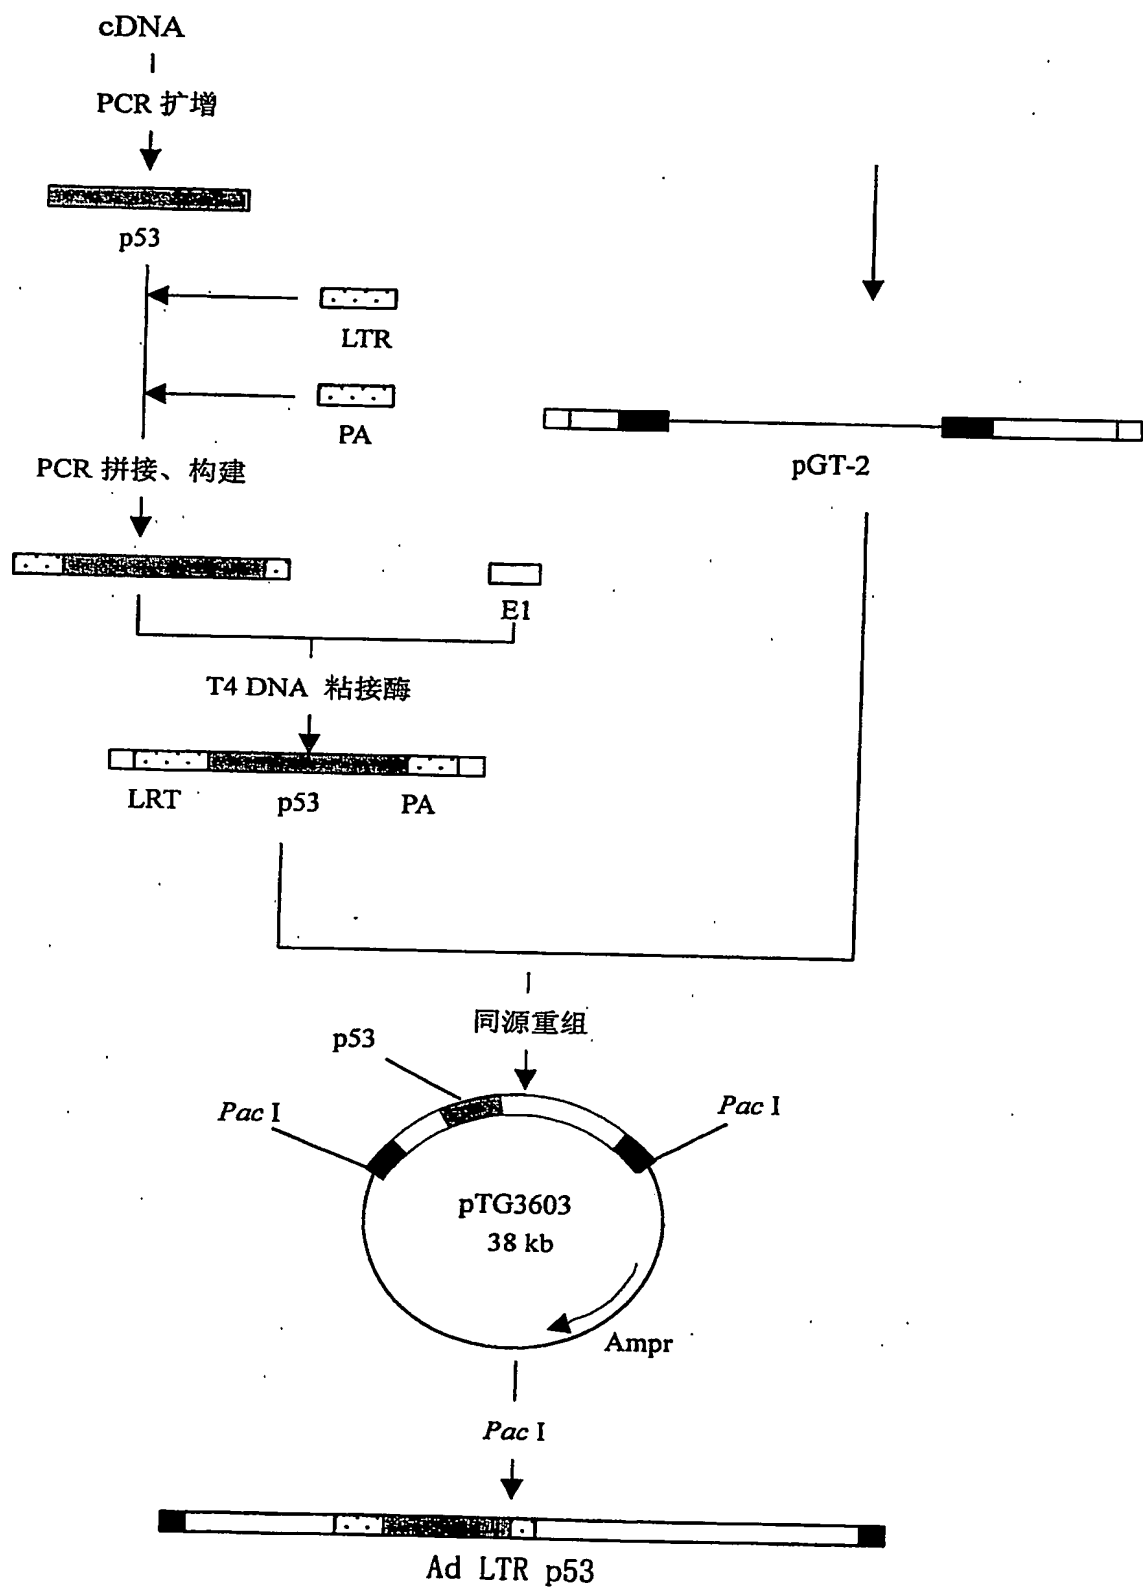 cDNA
PCR 扩增
p53
LTR
PA
PCR 拼接、构建
pGT-2
E1
T4 DNA 粘接酶
LRT p53 PA
同源重组
p53
Pac I
Pac I
pTG3603
38 kb
Ampr
Pac I
Ad LTR p53